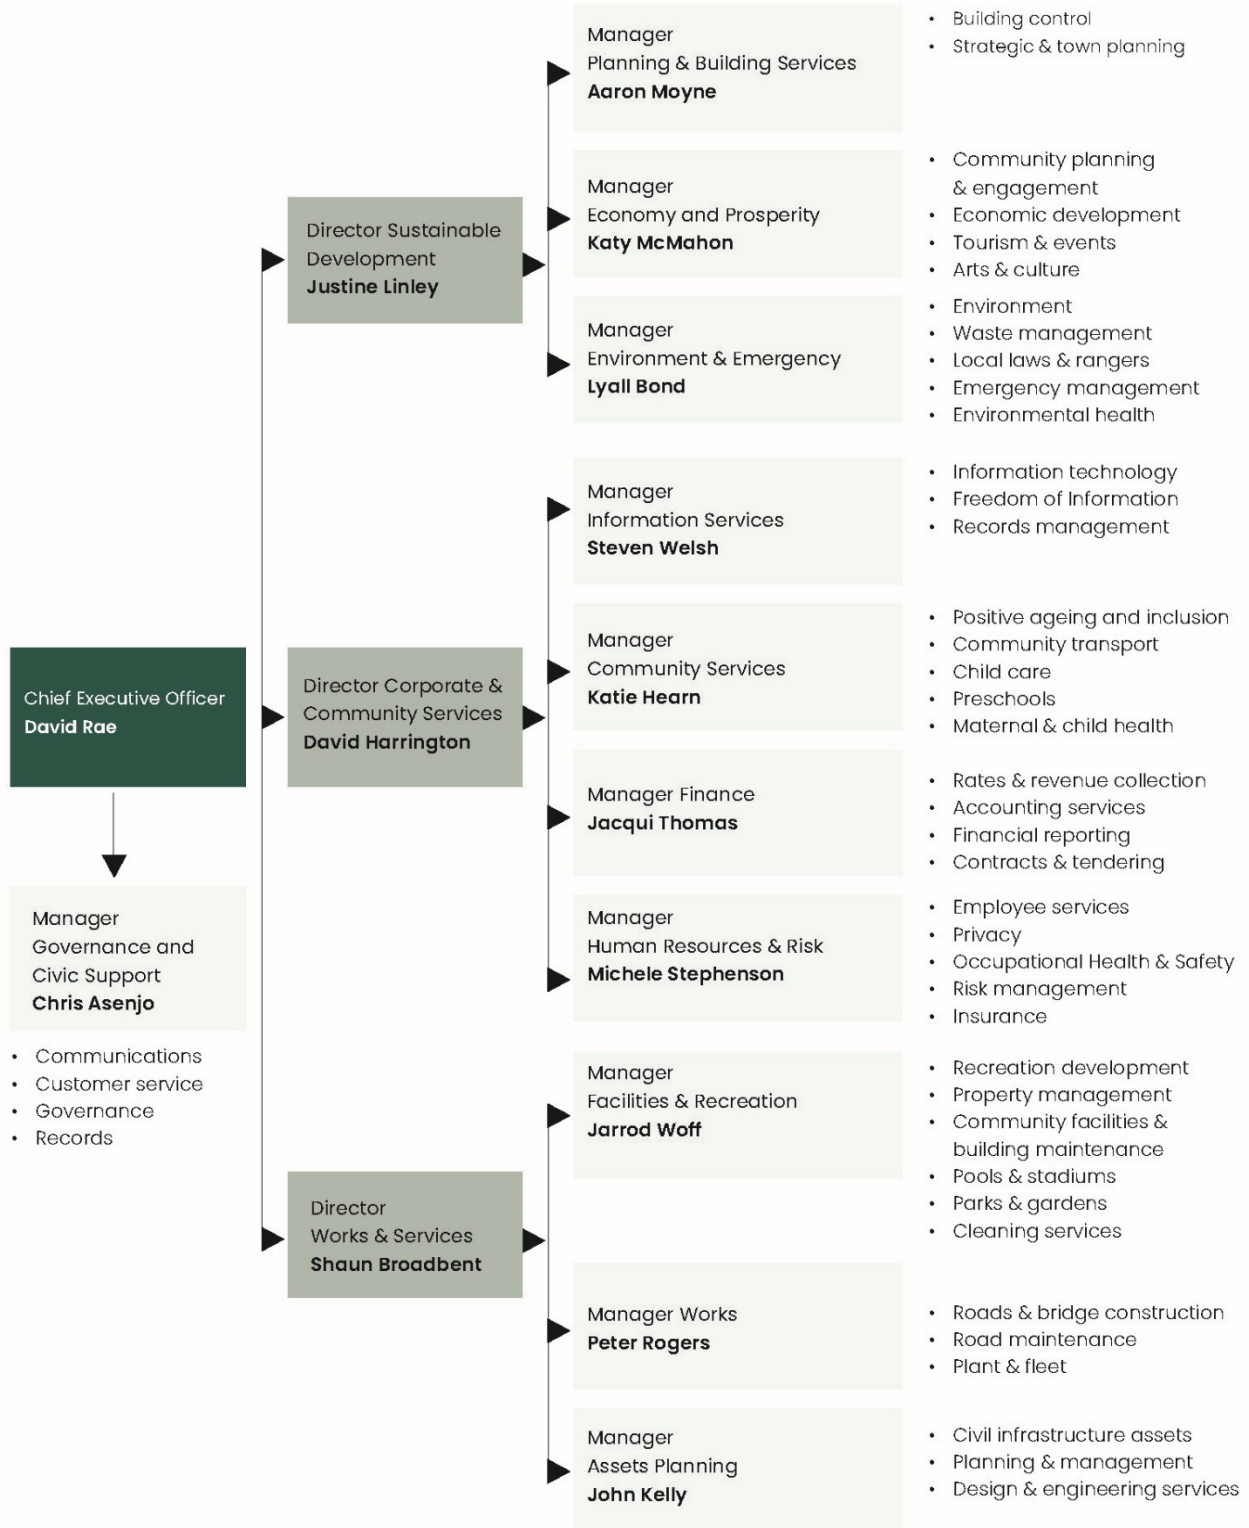 Chief Executive Officer
David Rae
Manager
Governance and
Civic Support
Chris Asenjo
• Communications
• Customer service
• Governance
• Records
Director Sustainable
Development
Justine Linley
Manager
Planning & Building Services
Aaron Moyne
• Building control
• Strategic & town planning
Manager
Economy and Prosperity
Katy McMahon
• Community planning
& engagement
• Economic development
• Tourism & events
• Arts & culture
Manager
Environment & Emergency
Lyall Bond
• Environment
• Waste management
• Local laws & rangers
• Emergency management
• Environmental health
Director Corporate &
Community Services
David Harrington
Manager
Information Services
Steven Welsh
• Information technology
• Freedom of Information
• Records management
Manager
Community Services
Katie Hearn
• Positive ageing and inclusion
• Community transport
• Child care
• Preschools
• Maternal & child health
Manager Finance
Jacqui Thomas
• Rates & revenue collection
• Accounting services
• Financial reporting
• Contracts & tendering
Manager
Human Resources & Risk
Michele Stephenson
• Employee services
• Privacy
• Occupational Health & Safety
• Risk management
• Insurance
Director
Works & Services
Shaun Broadbent
Manager
Facilities & Recreation
Jarrod Woff
• Recreation development
• Property management
• Community facilities &
building maintenance
• Pools & stadiums
• Parks & gardens
• Cleaning services
Manager Works
Peter Rogers
• Roads & bridge construction
• Road maintenance
• Plant & fleet
Manager
Assets Planning
John Kelly
• Civil infrastructure assets
• Planning & management
• Design & engineering services